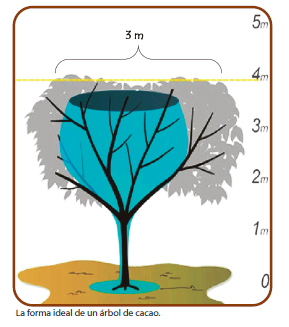 5m
3 m
4m
3m
2m
1m
0
La forma ideal de un árbol de cacao.